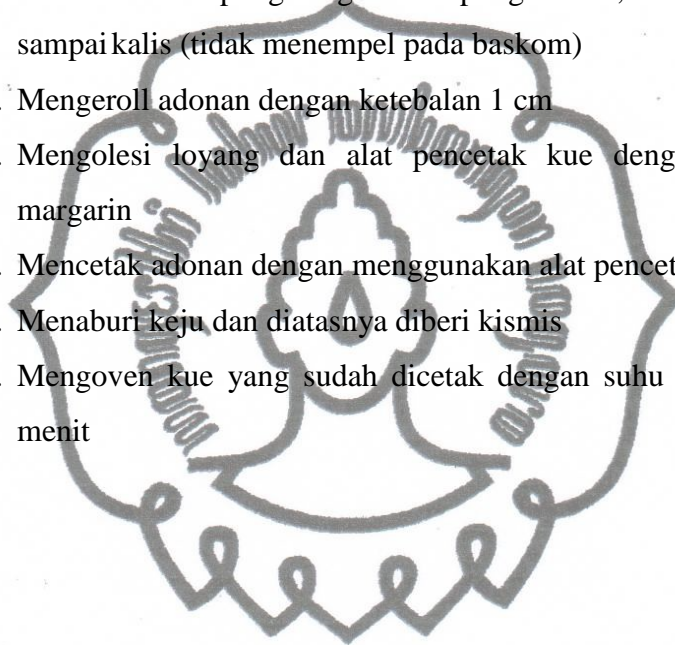 sampai kalis (tidak menempel pada baskom)
. Mengeroll adonan dengan ketebalan 1 cm
. Mengolesi loyang dan alat pencetak kue deng
margarin
. Mencetak adonan dengan menggunakan alat pencet
. Menaburi keju dan diatasnya diberi kismis
. Mengoven kue yang sudah dicetak dengan suhu
menit